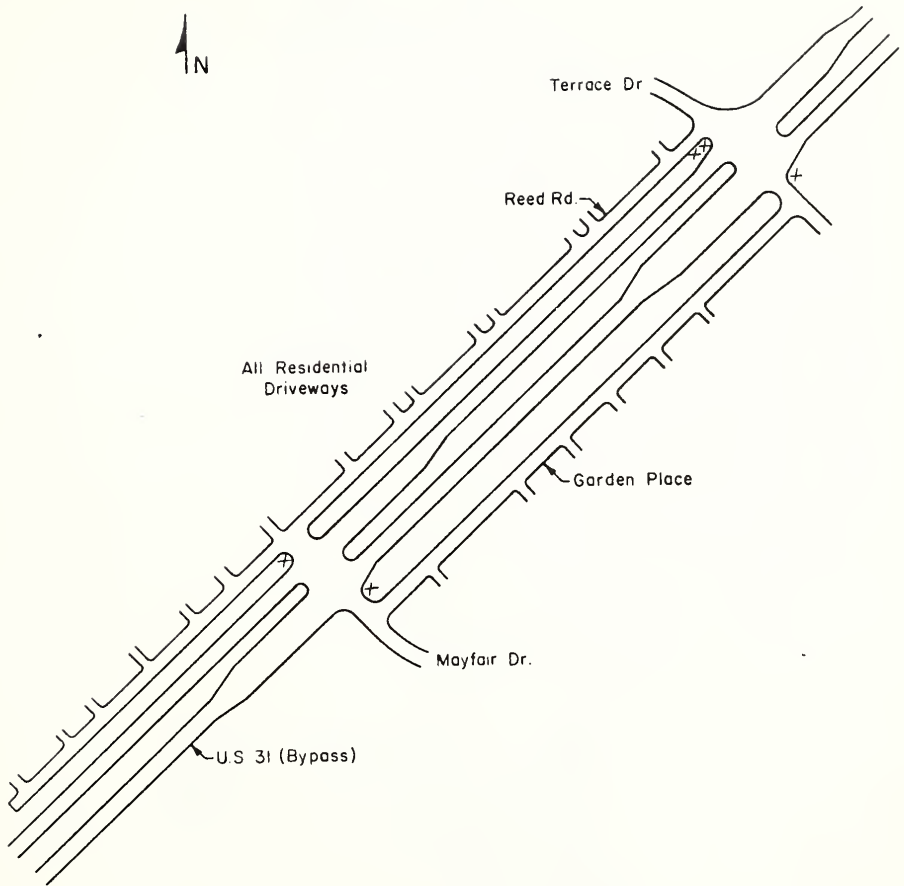 N
Terrace Dr
Reed Rd.
All Residential
Driveways
Garden Place
Mayfair Dr.
U.S 31 (Bypass)